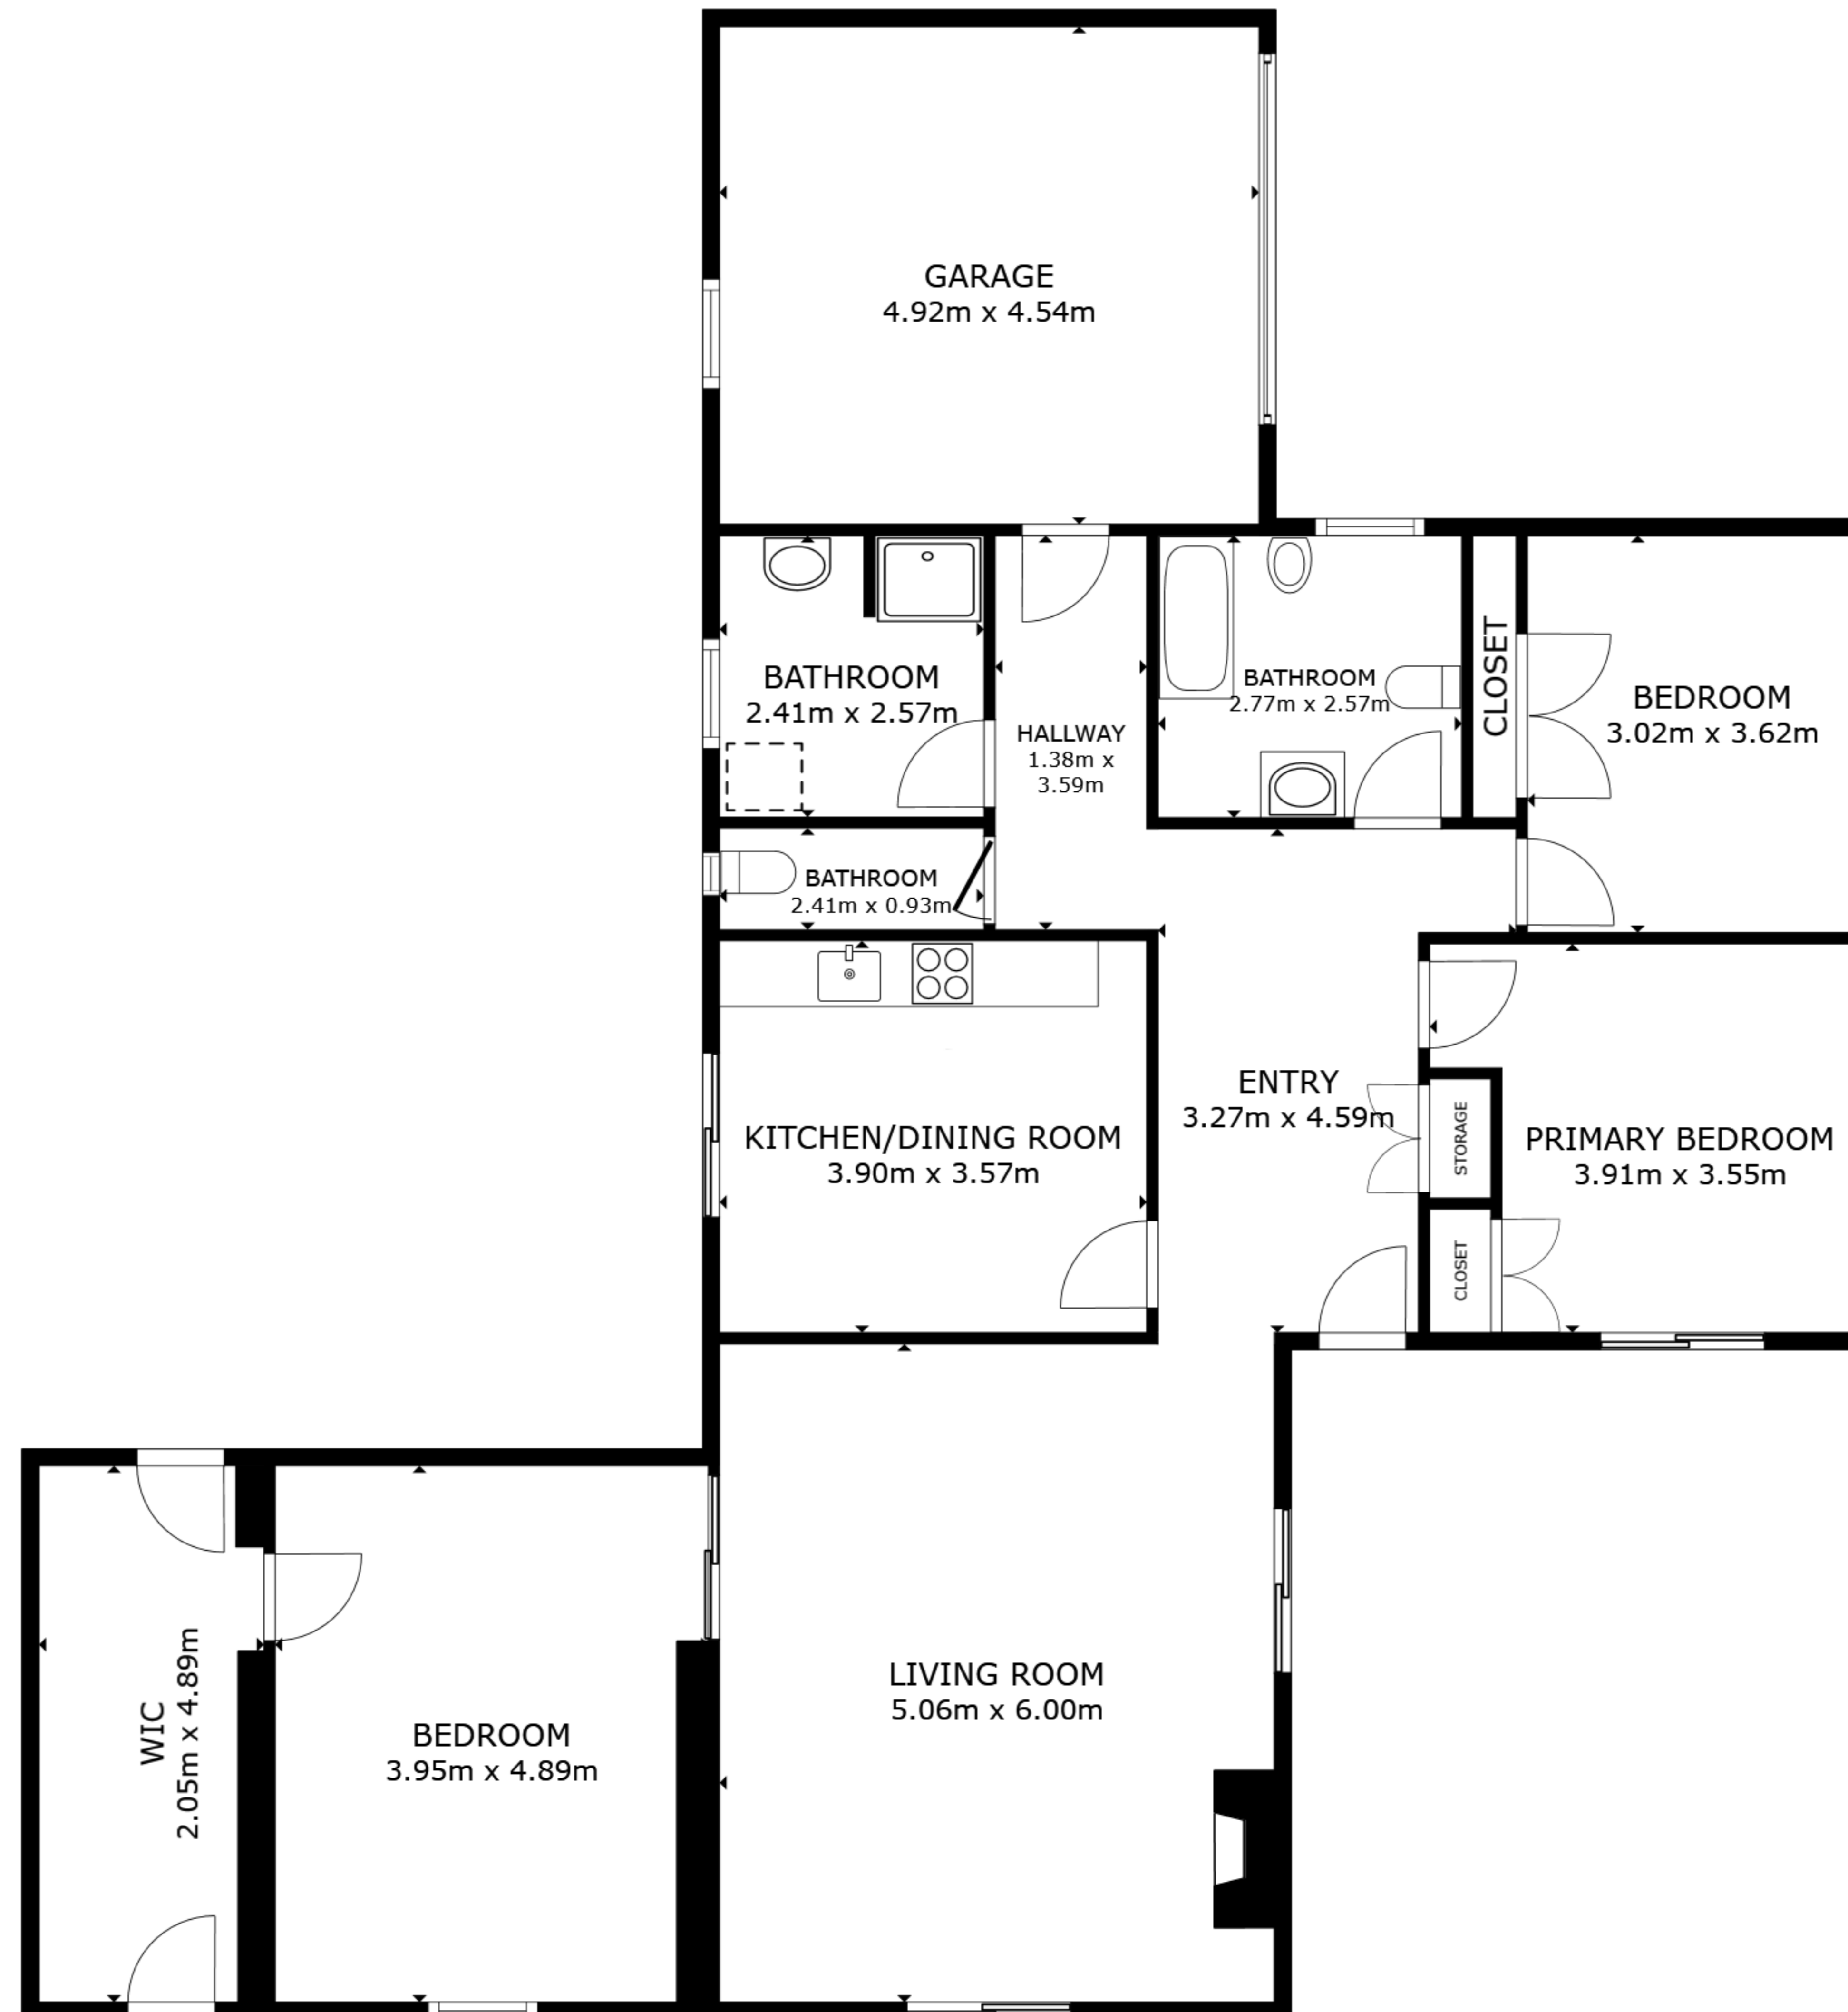 GARAGE
4.92m x 4.54m
BATHROOM
2.41m x 2.57m
HALLWAY
1.38m x
3.59m
BATHROOM
2.77m x 2.57m
CLOSET
BEDROOM
3.02m x 3.62m
BATHROOM
2.41m x 0.93m
KITCHEN/DINING ROOM
3.90m x 3.57m
ENTRY
3.27m x 4.59m
STORAGE
PRIMARY BEDROOM
3.91m x 3.55m
CLOSET
WIC
2.05m x 4.89m
BEDROOM
3.95m x 4.89m
LIVING ROOM
5.06m x 6.00m